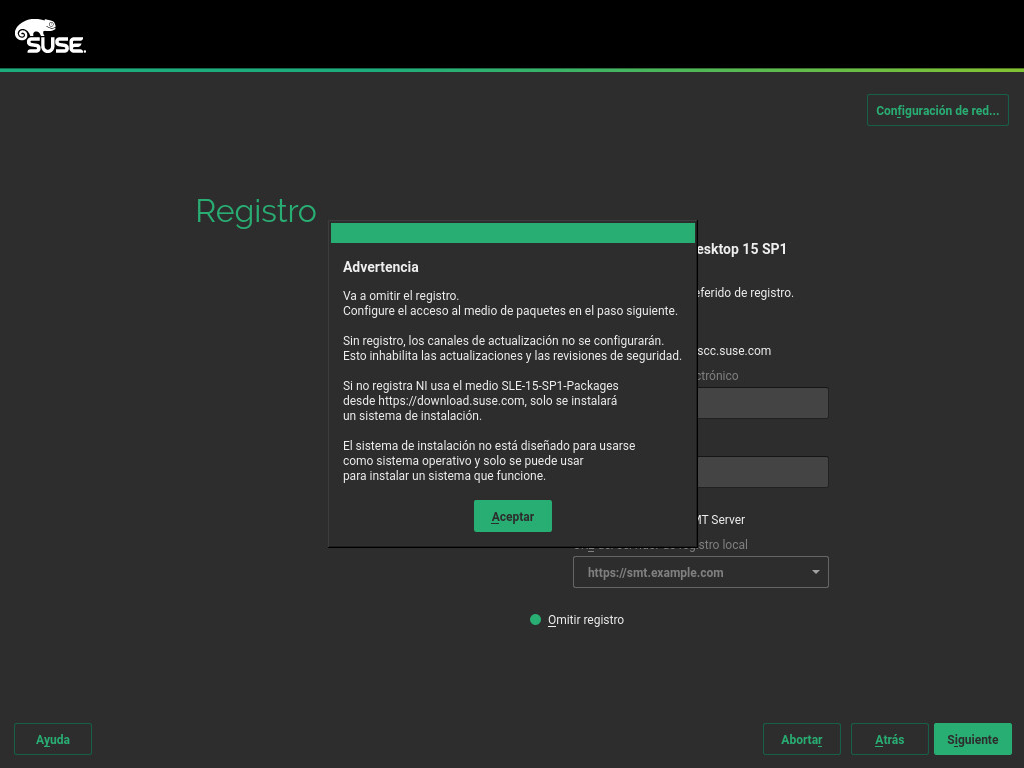 SUSE
Configuración de red...
Registro
esktop 15 SP1
eferido de registro.
scc.suse.com
ctrónico
Advertencia
Va a omitir el registro.
Configure el acceso al medio de paquetes en el paso siguiente.
Sin registro, los canales de actualización no se configurarán.
Esto inhabilita las actualizaciones y las revisiones de seguridad.
Si no registra NI usa el medio SLE-15-SP1-Packages
desde https://download.suse.com, solo se instalará
un sistema de instalación.
El sistema de instalación no está diseñado para usarse
como sistema operativo y solo se puede usar
para instalar un sistema que funcione.
Aceptar
MT Server
istro local
https://smt.example.com
Omitir registro
Ayuda
Abortar
Atrás
Siguiente